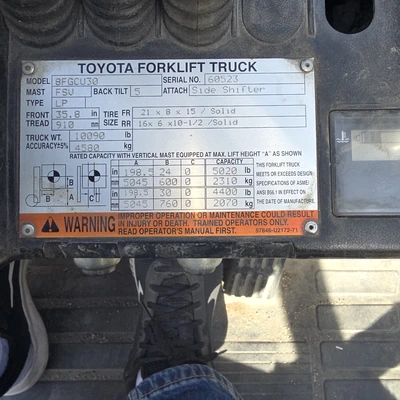 TOYOTA FORKLIFT TRUCK
MODEL 8FGCU30 SERIAL NO. 60523
MAST FSV BACK TILT 5 ATTACH Side Shifter
TYPE LP
FRONT 35.8 in TIRE FR 21 x 8 x 15 / Solid
TREAD 910 mm SIZE RR 16x 6 x10-1/2 /Solid
TRUCK WT. 10090 lb
ACCURACY±5% 4580 kg
RATED CAPACITY WITH VERTICAL MAST EQUIPPED AT MAX. LIFT HEIGHT "A" AS SHOWN
A B C CAPACITY
in 198.5 24 0 5020 lb
mm 5045 600 0 2310 kg
in 198.5 30 0 4400 lb
mm 5045 760 0 2070 kg
THIS FORKLIFT TRUCK
MEETS OR EXCEEDS DESIGN
SPECIFICATIONS OF ASME/
ANSI B56.1 EFFECTIVE ON
THE DATE OF MANUFACTURE.
WARNING
IMPROPER OPERATION OR MAINTENANCE COULD RESULT
IN INJURY OR DEATH. TRAINED OPERATORS ONLY.
READ OPERATOR'S MANUAL FIRST. 57846-U2172-71